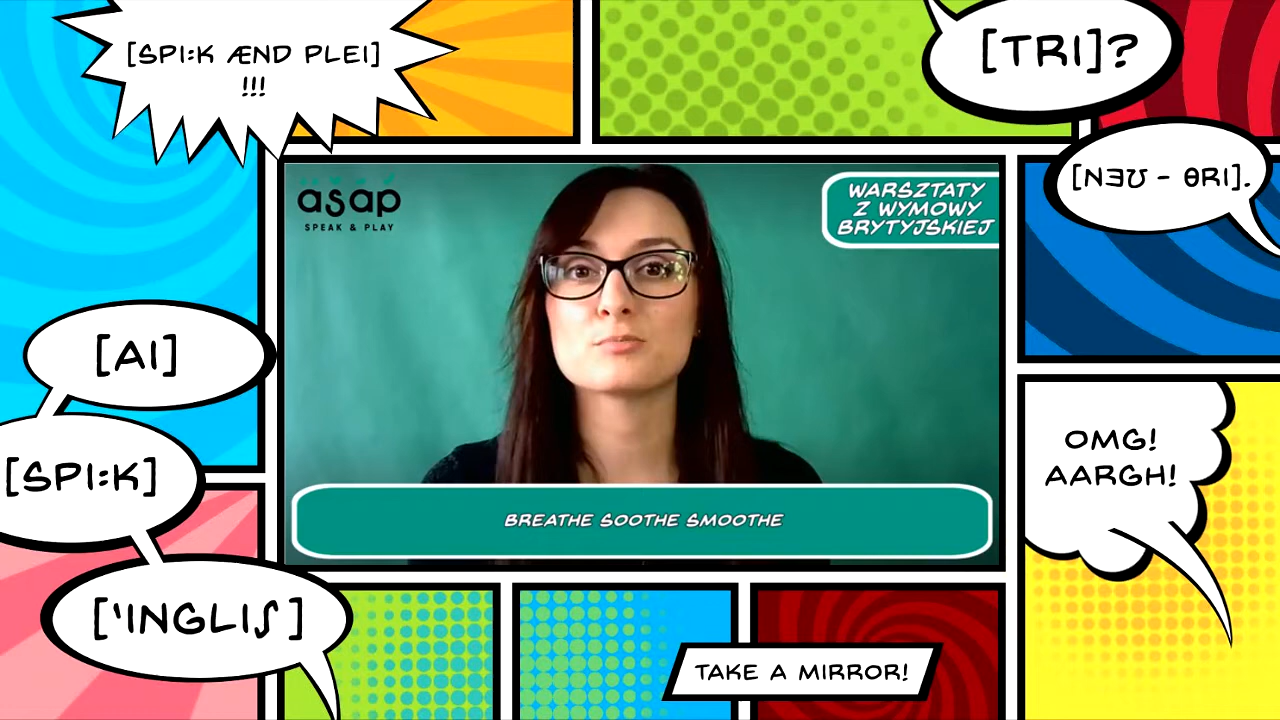 [SPI:K ÆND PLEI]
!!!
[TRI]?
[NƎƱ - ΘRI].
asap
SPEAK & PLAY
WARSZTATY
Z WYMOWY
BRYTYJSKIEJ
[AI]
[SPI:K]
['INGLIʃ]
OMG!
AARGH!
BREATHE SOOTHE SMOOTHE
TAKE A MIRROR!